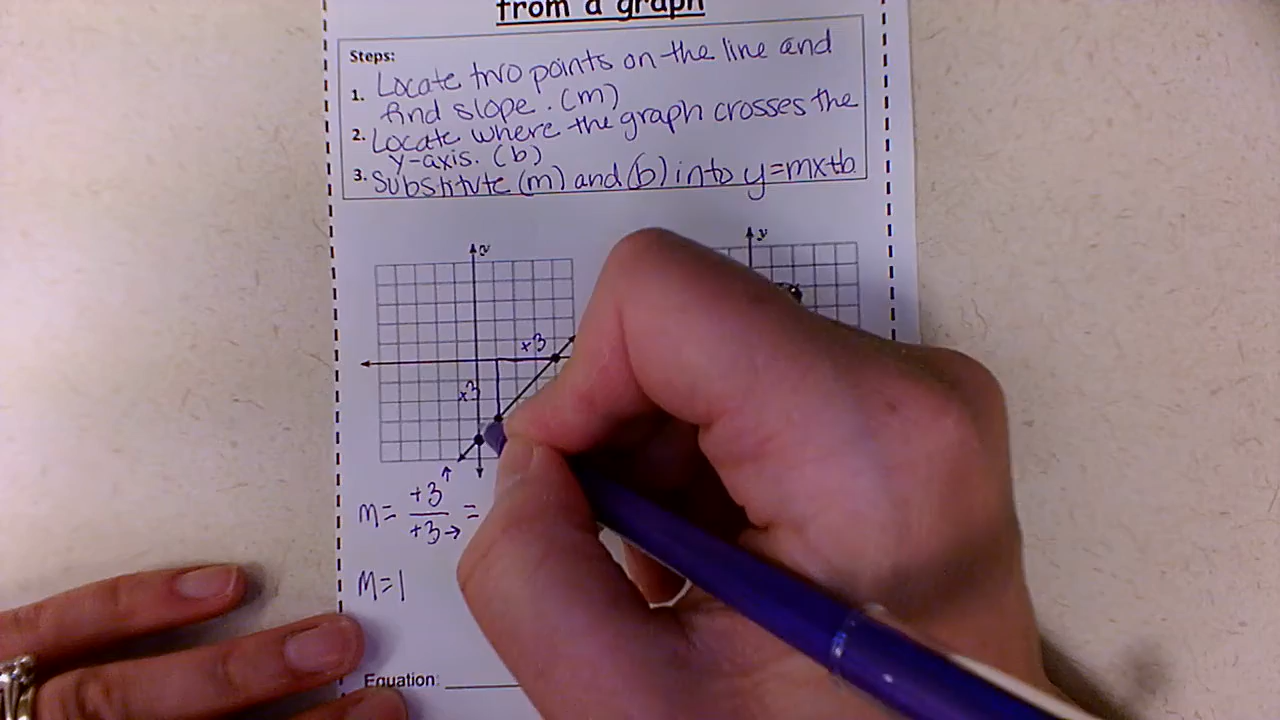 from a graph
Steps:
1. Locate two points on the line and
find slope. (m)
2. Locate where the graph crosses the
y-axis. (b)
3. Substitute (m) and (b) into y=mx+b
y
+3
+3
m= +3↑
+3→ =
m=1
Equation: